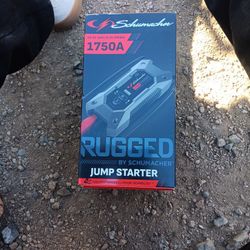 Schumacher
1750A
RUGGED
BY SCHUMACHER
JUMP STARTER